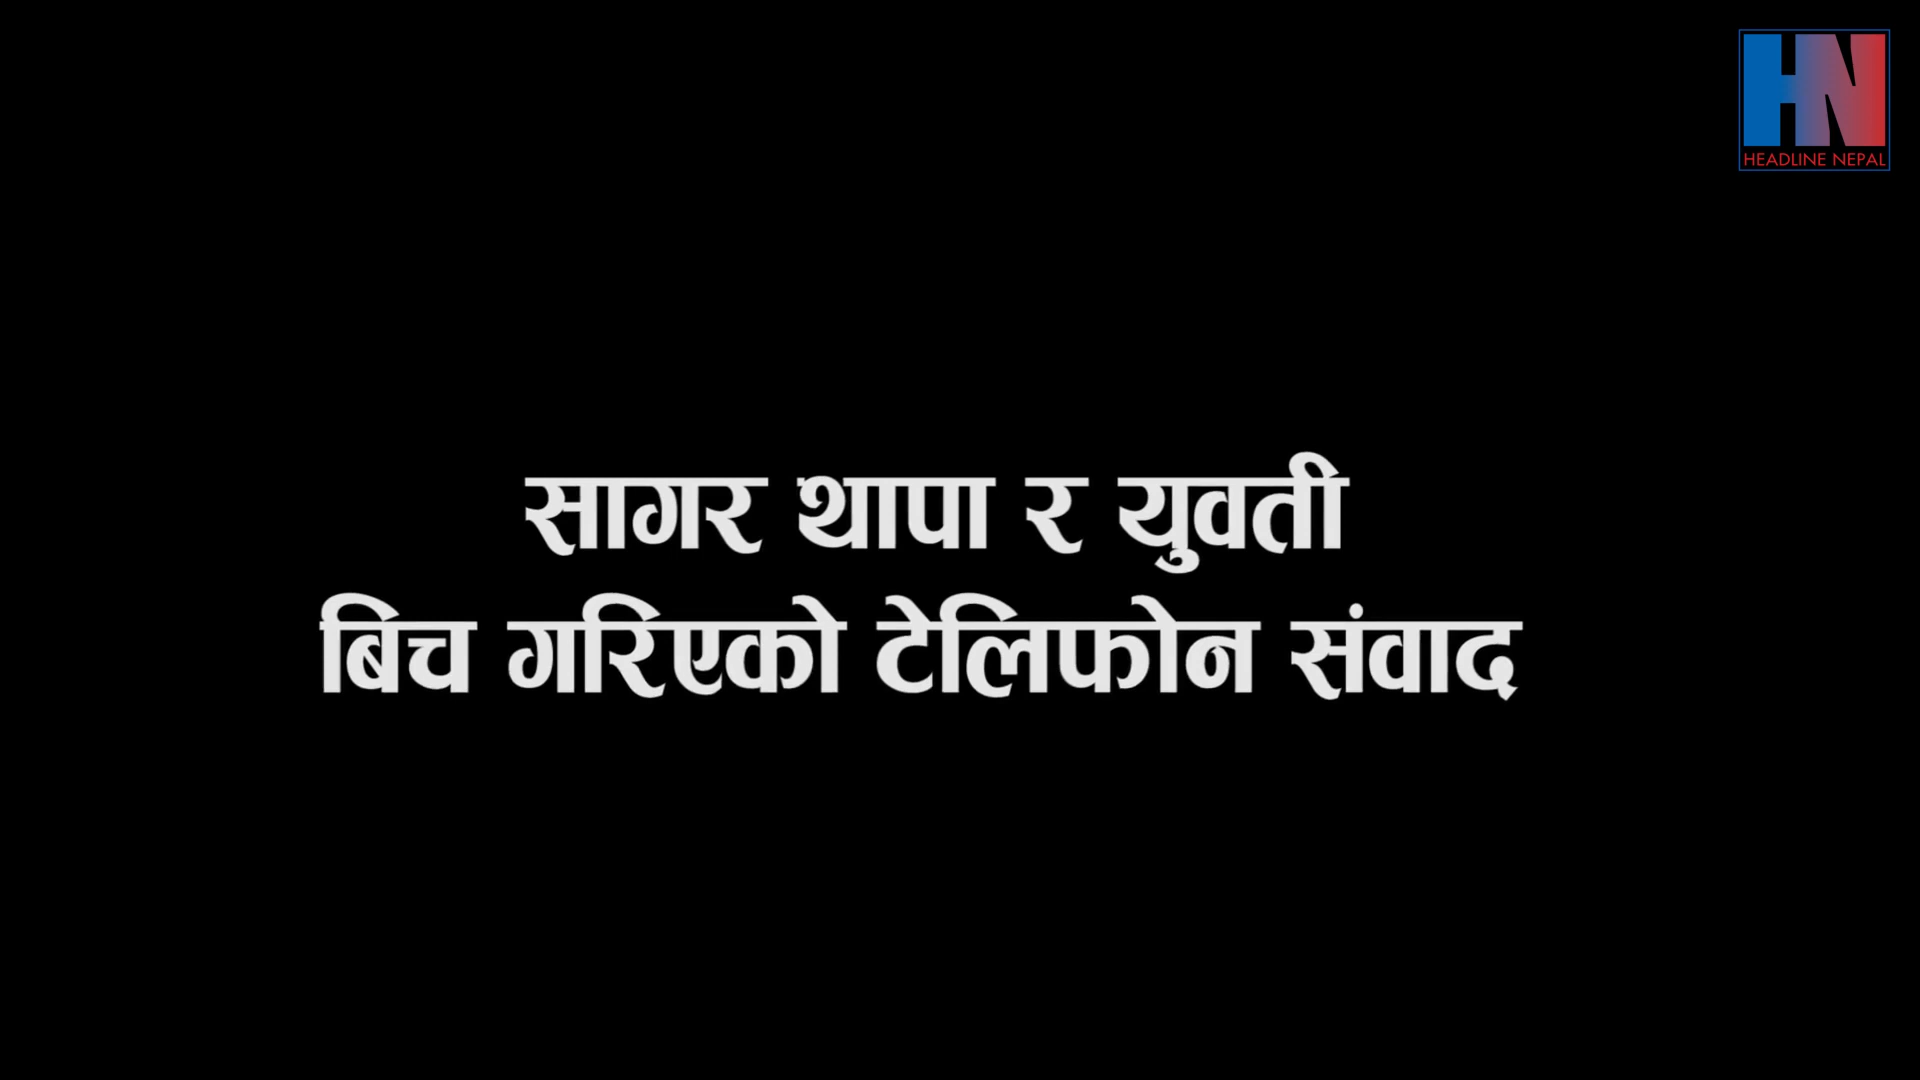 HN
HEADLINE NEPAL
सागर थापा र युवती
बिच गरिएको टेलिफोन संवाद